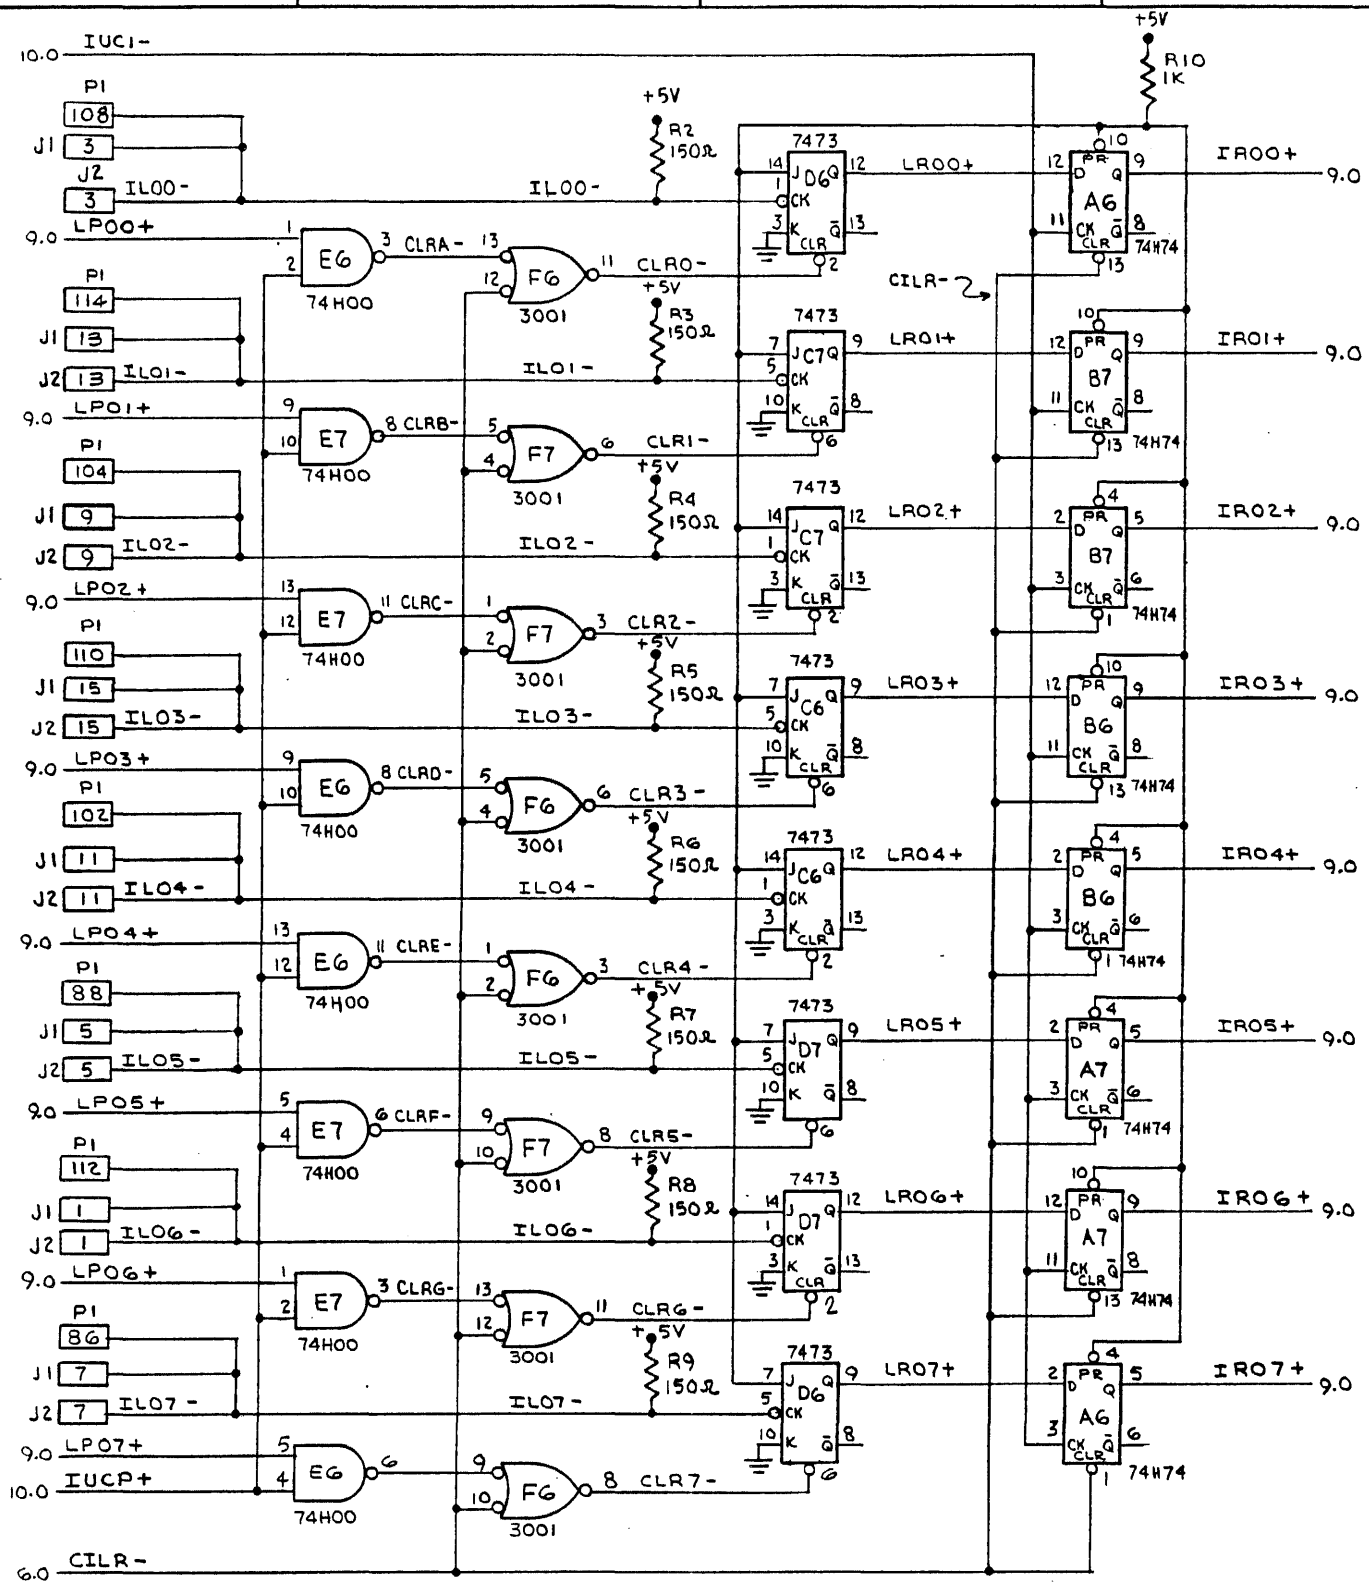 +5V
IUC1-
10.0
R10
1K
P1
108
+5V
J1 3
R2
150Ω
7473
10
J2
3
IL00-
IL00-
14 J D6 Q 12
LR00+
12 D PR Q 9
IR00+
9.0
1 CK
A6
LP00+
9.0
1
3 K Q̄ 13
CLR
11 CK Q̄ 8
CLR
74H74
E6
3 CLRA- 13
2
11
CLR0-
2
13
F6
12
74H00
3001
CILR-
P1
114
+5V
J1 13
R3
150Ω
7473
10
J2 13
IL01-
IL01-
7 J C7 Q 9
LR01+
12 D PR Q 9
IR01+
9.0
5 CK
B7
LP01+
9.0
9
10 K Q̄ 8
CLR
11 CK Q̄ 8
CLR
E7
8 CLRB- 5
10
6
CLR1-
6
13
74H74
F7
4
74H00
3001
P1
104
+5V
J1 9
R4
150Ω
7473
4
J2 9
IL02-
IL02-
14 J C7 Q 12
LR02+
2 D PR Q 5
IR02+
9.0
1 CK
B7
LP02+
9.0
13
3 K Q̄ 13
CLR
3 CK Q̄ 6
CLR
E7
11 CLRC- 1
12
3
CLR2-
2
1
74H74
F7
2
74H00
3001
P1
110
+5V
J1 15
R5
150Ω
7473
10
J2 15
IL03-
IL03-
7 J C6 Q 9
LR03+
12 D PR Q 9
IR03+
9.0
5 CK
B6
LP03+
9.0
9
10 K Q̄ 8
CLR
11 CK Q̄ 8
CLR
E6
8 CLRD- 5
10
6
CLR3-
6
13
74H74
F6
4
74H00
3001
P1
102
+5V
J1 11
R6
150Ω
7473
4
J2 11
IL04-
IL04-
14 J C6 Q 12
LR04+
2 D PR Q 5
IR04+
9.0
1 CK
B6
LP04+
9.0
13
3 K Q̄ 13
CLR
3 CK Q̄ 6
CLR
E6
11 CLRE- 1
12
3
CLR4-
2
1
74H74
F6
2
74H00
3001
P1
88
+5V
J1 5
R7
150Ω
7473
4
J2 5
IL05-
IL05-
7 J D7 Q 9
LR05+
2 D PR Q 5
IR05+
9.0
5 CK
A7
LP05+
9.0
5
10 K Q̄ 8
3 CK Q̄ 6
CLR
E7
6 CLRF- 9
4
8
CLR5-
6
1
74H74
F7
10
74H00
3001
P1
112
+5V
J1 1
R8
150Ω
7473
10
J2 1
IL06-
IL06-
14 J D7 Q 12
LR06+
12 D PR Q 9
IR06+
9.0
1 CK
A7
LP06+
9.0
1
3 K Q̄ 13
CLR
11 CK Q̄ 8
CLR
E7
3 CLRG- 13
2
11
CLR6-
2
13
74H74
F7
12
74H00
3001
P1
86
+5V
J1 7
R9
150Ω
7473
4
J2 7
IL07-
IL07-
7 J D6 Q 9
LR07+
2 D PR Q 5
IR07+
9.0
5 CK
A6
LP07+
9.0
5
10 K Q̄ 8
3 CK Q̄ 6
CLR
IUCP+
10.0
4
E6
6
9
8
CLR7-
6
1
74H74
F6
10
74H00
3001
CILR-
6.0